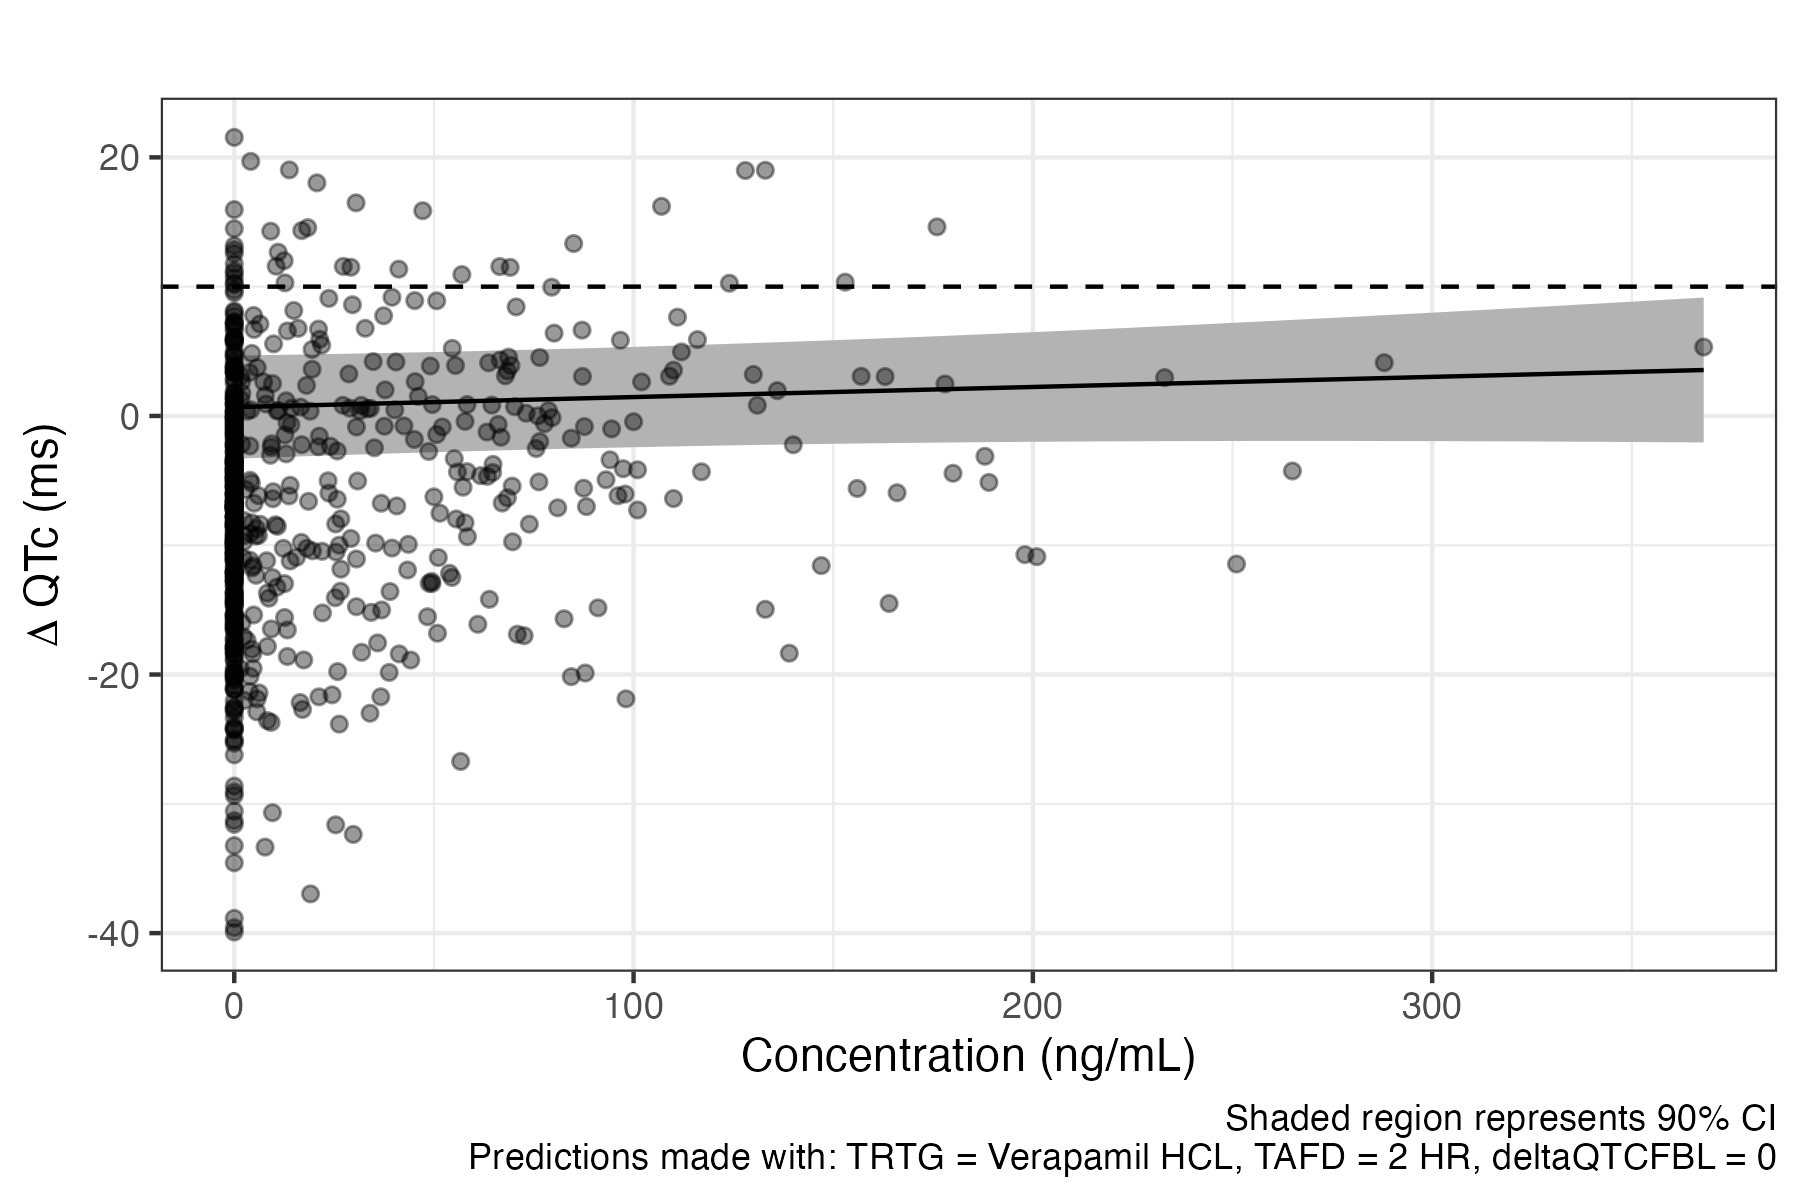 20
0
-20
-40
Δ QTc (ms)
0 100 200 300
Concentration (ng/mL)
Shaded region represents 90% CI
Predictions made with: TRTG = Verapamil HCL, TAFD = 2 HR, deltaQTCFBL = 0